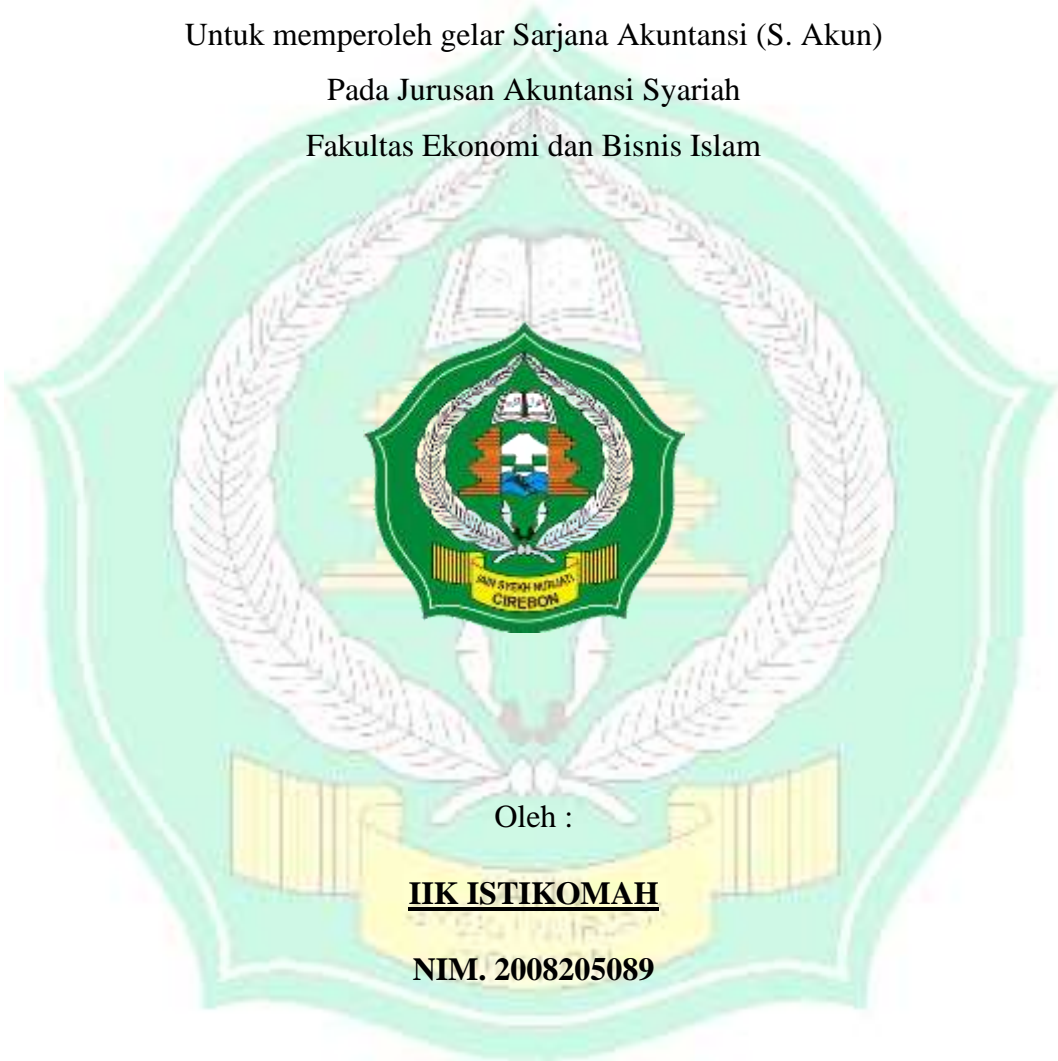 Untuk memperoleh gelar Sarjana Akuntansi (S. Akun)
Pada Jurusan Akuntansi Syariah
Fakultas Ekonomi dan Bisnis Islam
IAIN SYEKH NURJATI
CIREBON
Oleh :
IIK ISTIKOMAH
NIM. 2008205089